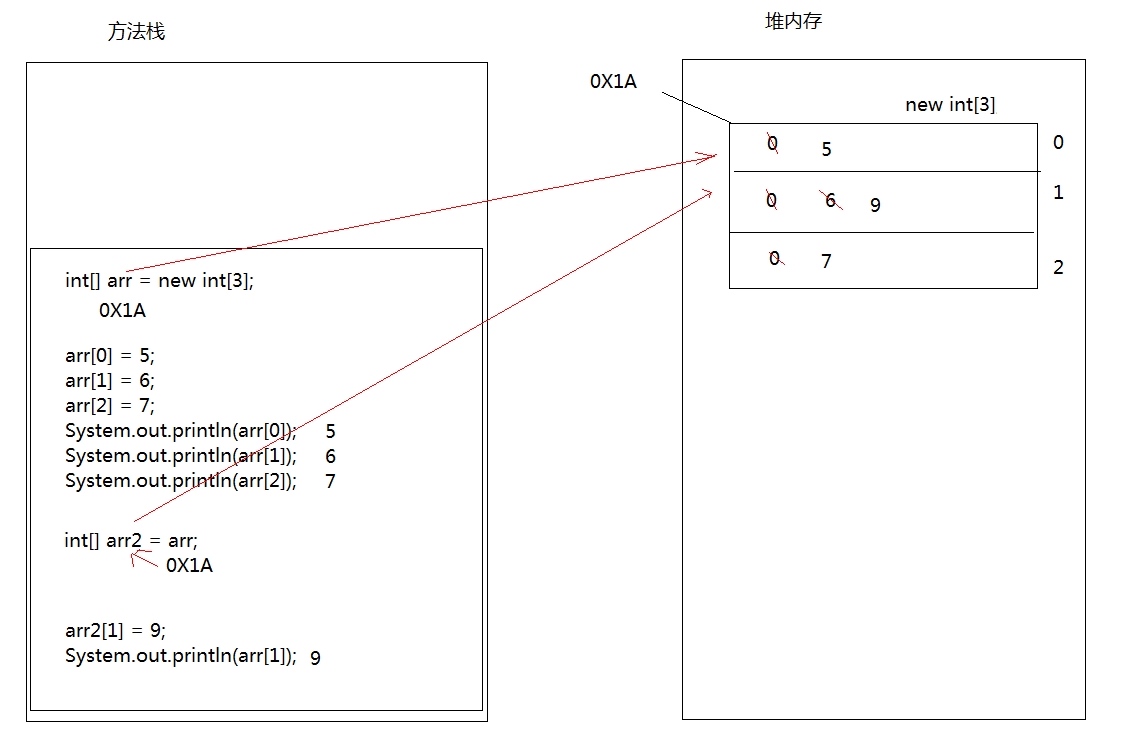 方法栈
int[] arr = new int[3];
0X1A
arr[0] = 5;
arr[1] = 6;
arr[2] = 7;
System.out.println(arr[0]); 5
System.out.println(arr[1]); 6
System.out.println(arr[2]); 7
int[] arr2 = arr;
0X1A
arr2[1] = 9;
System.out.println(arr[1]); 9
堆内存
0X1A
new int[3]
0 5 0
0 6 9 1
0 7 2